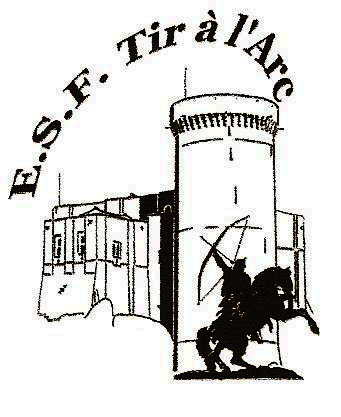 E.S.F. Tir à l'Arc